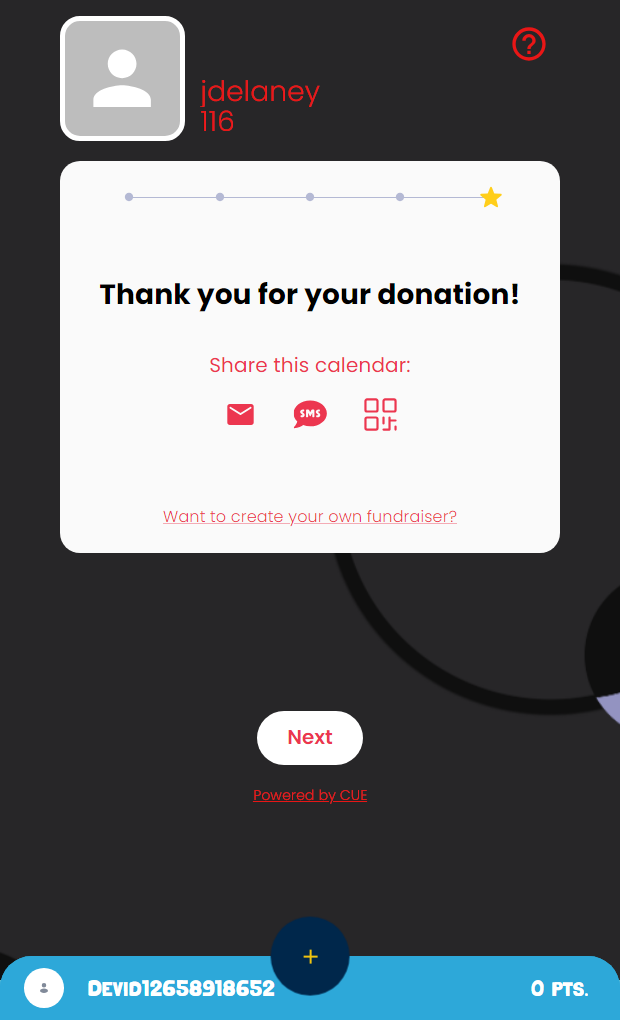 jdelaney
116
Thank you for your donation!
Share this calendar:
SMS
Want to create your own fundraiser?
Next
Powered by CUE
Devid12658918652
0 pts.